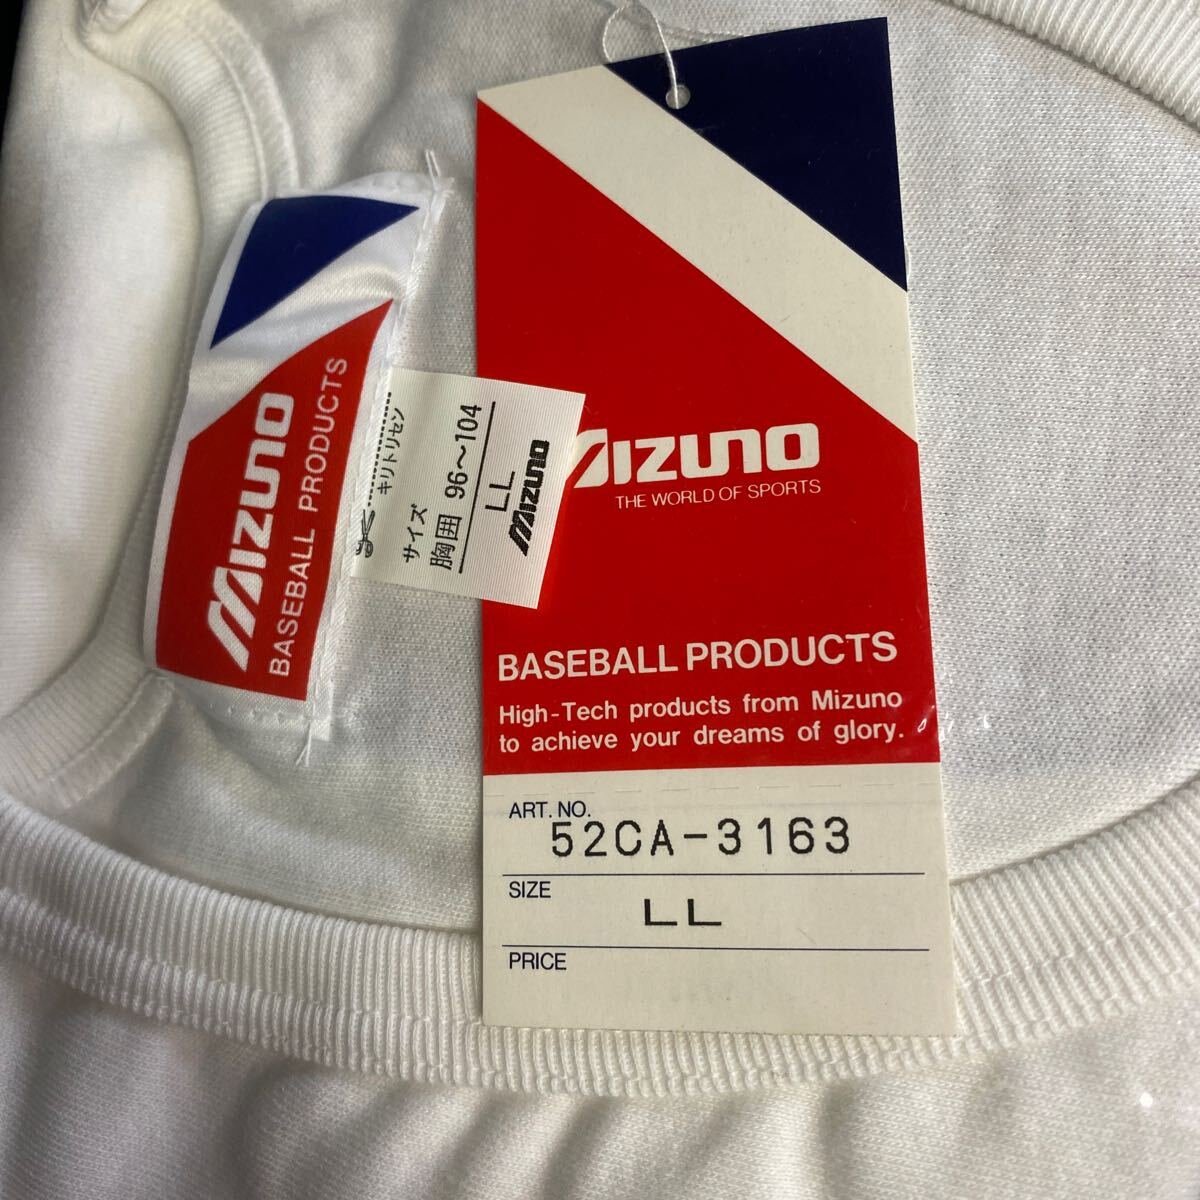 MIZUNO
BASEBALL PRODUCTS
キリトリセン
サイズ
胸囲 96〜104
LL
MIZUNO
MIZUNO
THE WORLD OF SPORTS
BASEBALL PRODUCTS
High-Tech products from Mizuno
to achieve your dreams of glory.
ART. NO.
52CA-3163
SIZE
LL
PRICE